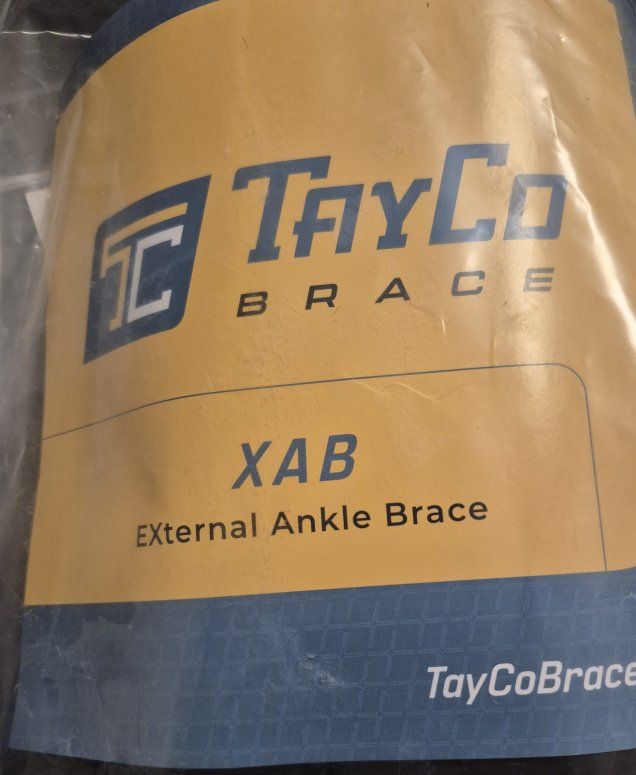 TC
TAYCO
BRACE
XAB
EXternal Ankle Brace
TayCoBrace